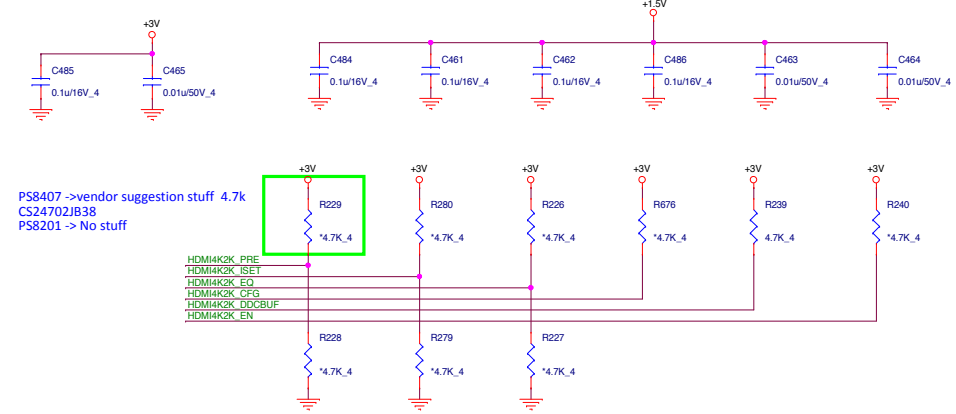 +3V
+1.5V
C485
0.1u/16V_4
C465
0.01u/50V_4
C484
0.1u/16V_4
C461
0.1u/16V_4
C462
0.1u/16V_4
C486
0.1u/16V_4
C463
0.01u/50V_4
C464
0.01u/50V_4
PS8407 ->vendor suggestion stuff 4.7k
CS24702JB38
PS8201 -> No stuff
+3V
+3V
+3V
+3V
+3V
+3V
R229
*4.7K_4
R280
*4.7K_4
R226
*4.7K_4
R676
*4.7K_4
R239
4.7K_4
R240
*4.7K_4
HDMI4K2K_PRE
HDMI4K2K_ISET
HDMI4K2K_EQ
HDMI4K2K_CFG
HDMI4K2K_DDCBUF
HDMI4K2K_EN
R228
*4.7K_4
R279
*4.7K_4
R227
*4.7K_4